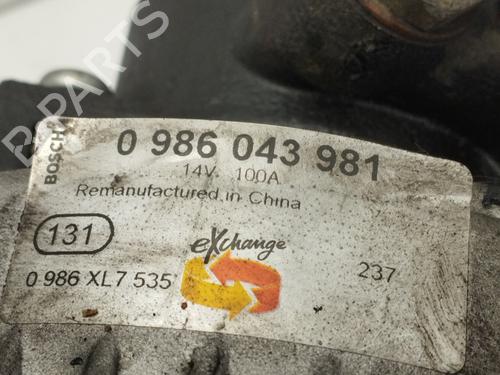 B-PARTS
BOSCH
0 986 043 981
14V. 100A
Remanufactured in China
131
eXchange
0 986 XL7 535
237